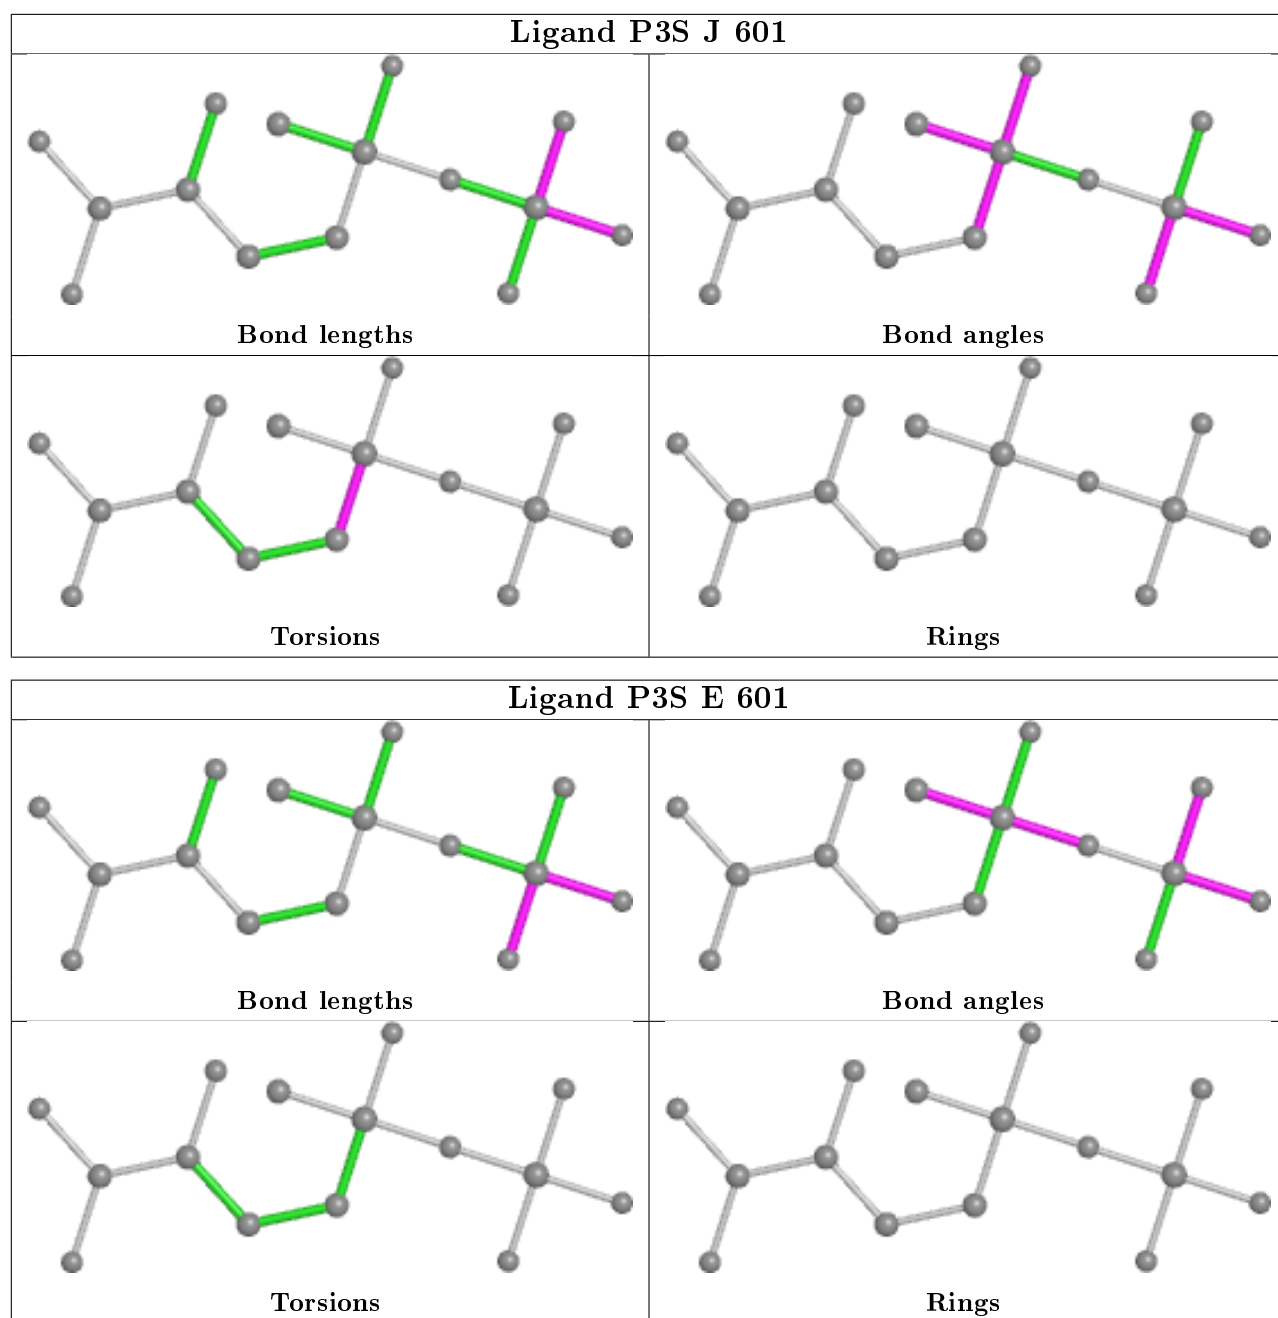 Ligand P3S J 601
Bond lengths
Bond angles
Torsions
Rings
Ligand P3S E 601
Bond lengths
Bond angles
Torsions
Rings